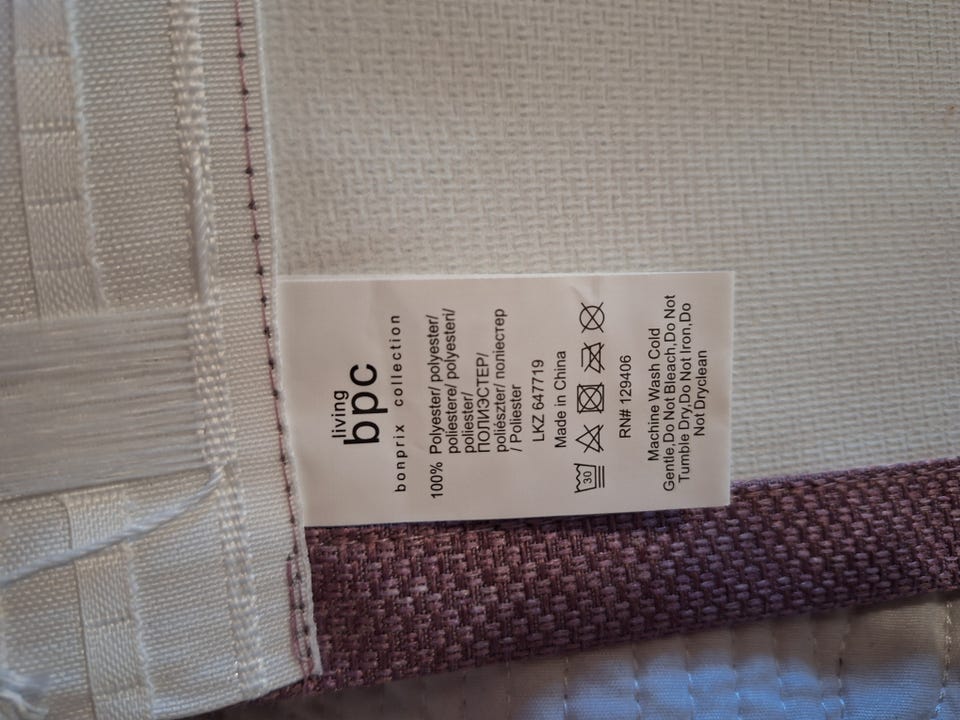 living
bpc
bonprix collection
100% Polyester/ polyester/
poliestere/ polyesteri/
poliester/
ПОЛИЭСТЕР/
poliészter/ поліестер
/ Poliester
LKZ 647719
Made in China
30
RN# 129406
Machine Wash Cold
Gentle,Do Not Bleach,Do Not
Tumble Dry,Do Not Iron,Do
Not Dryclean